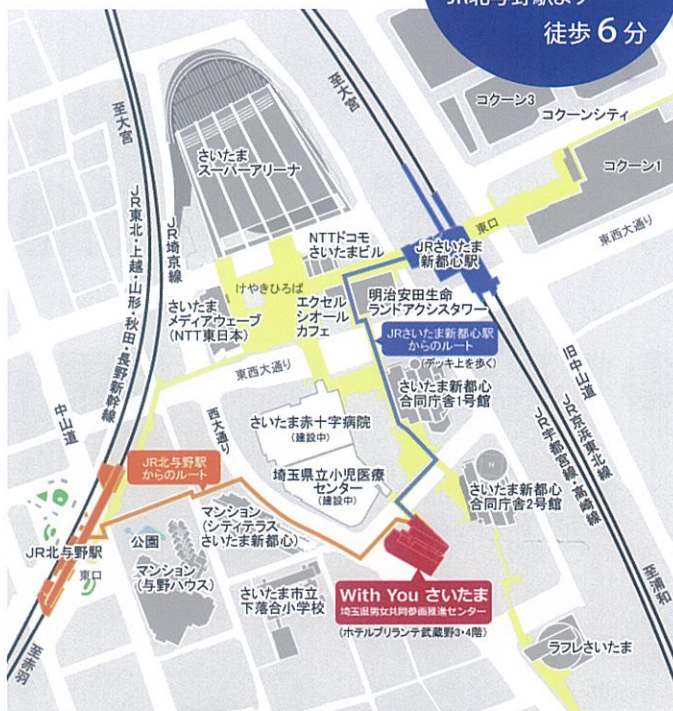 徒歩 6 分
コクーン3
コクーンシティ
コクーン1
至大宮
至大宮
さいたま
スーパーアリーナ
JR東北・上越・山形・秋田・長野新幹線
JR埼京線
NTTドコモ
さいたまビル
JRさいたま
新都心駅
東口
東西大通り
けやきひろば
さいたま
メディアウェーブ
(NTT東日本)
エクセル
シオール
カフェ
明治安田生命
ランドアクシスタワー
JRさいたま新都心駅
からのルート
(デッキ上を歩く)
東西大通り
中山道
西大通り
さいたま新都心
合同庁舎1号館
さいたま赤十字病院
(建設中)
旧中山道
JR京浜東北線
JR宇都宮線・高崎線
JR北与野駅
からのルート
埼玉県立小児医療
センター
(建設中)
H
さいたま新都心
合同庁舎2号館
マンション
(シティテラス
さいたま新都心)
JR北与野駅
公園
東口
マンション
(与野ハウス)
さいたま市立
下落合小学校
With You さいたま
埼玉県男女共同参画推進センター
(ホテルブリランテ武蔵野3・4階)
至浦和
ラフレさいたま
至赤羽